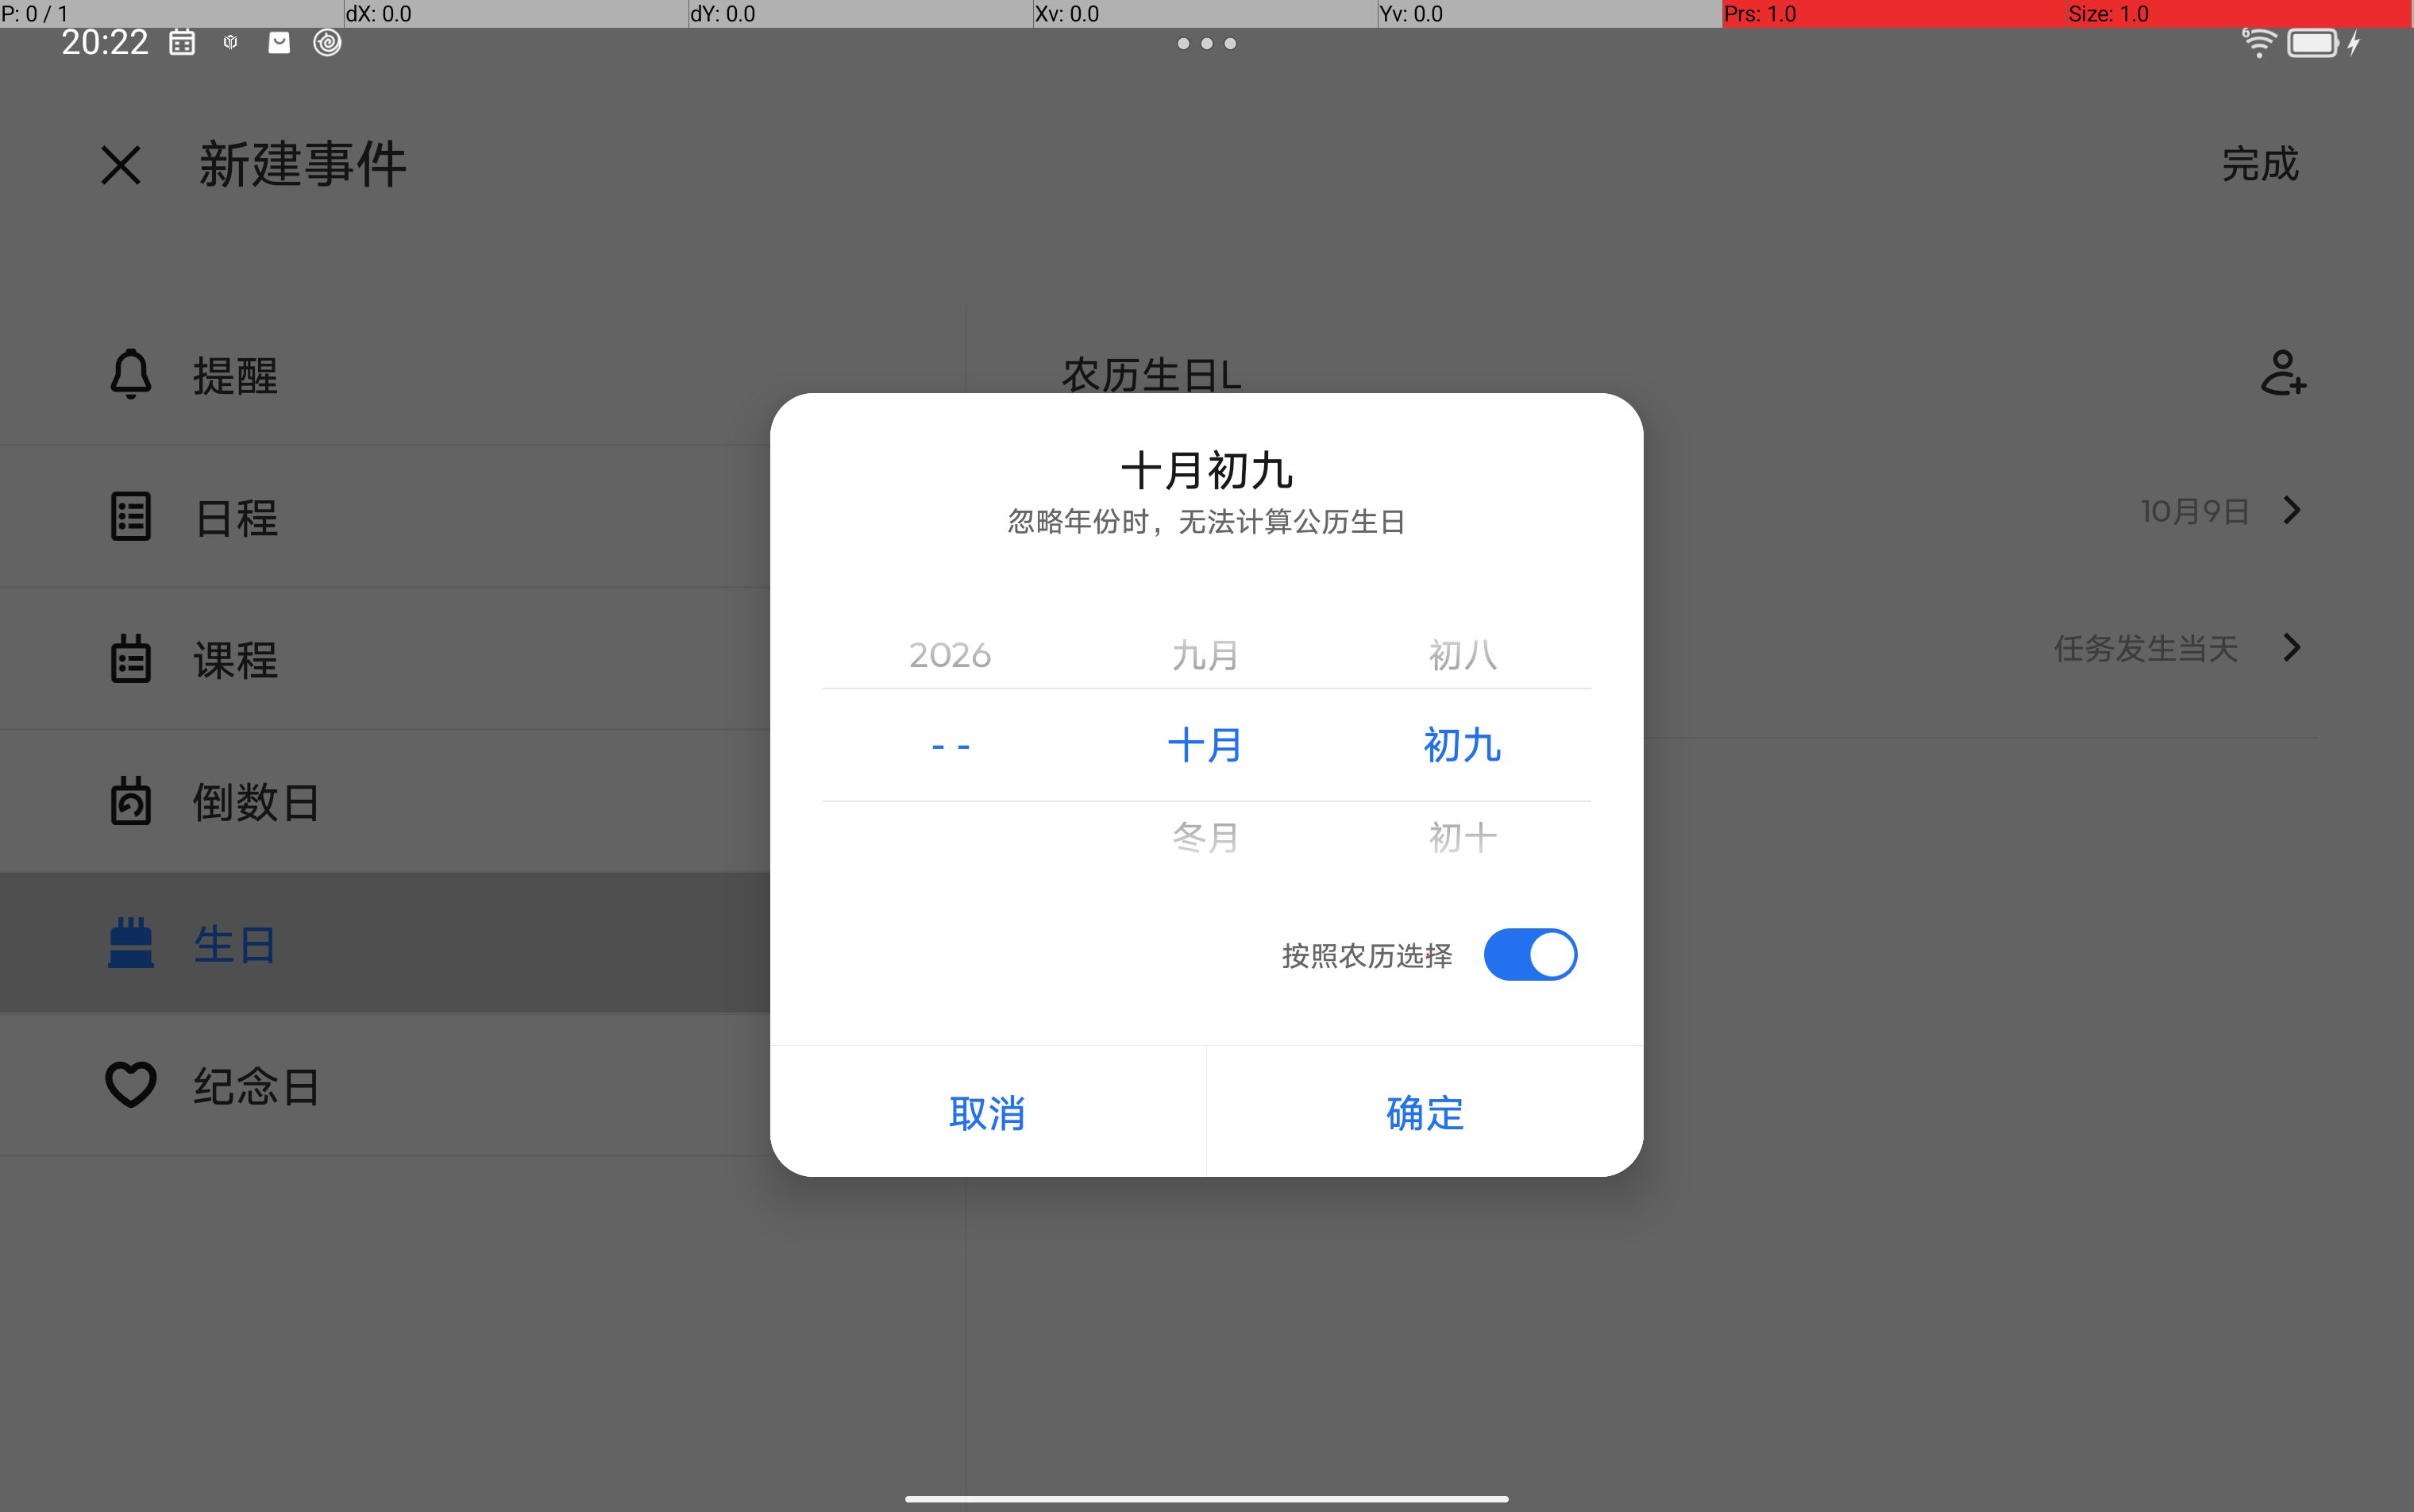 P: 0 / 1 dX: 0.0 dY: 0.0 Xv: 0.0 Yv: 0.0 Prs: 1.0 Size: 1.0
20:22 6
新建事件 完成
提醒 农历生日L
日程 10月9日
课程 任务发生当天
倒数日
生日
纪念日
十月初九
忽略年份时，无法计算公历生日
2026 九月 初八
- - 十月 初九
冬月 初十
按照农历选择
取消 确定